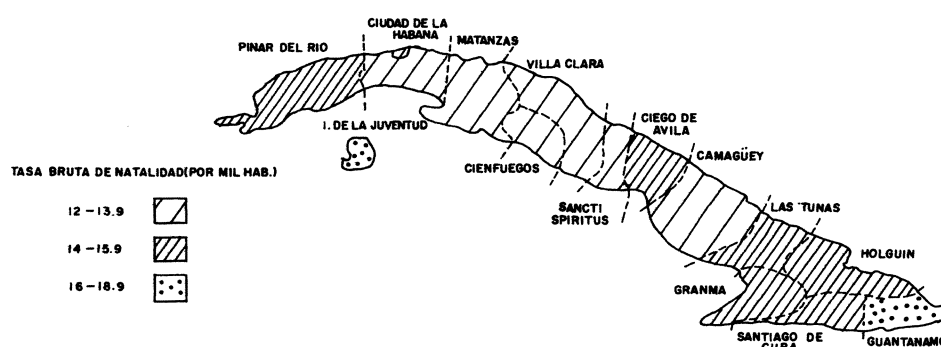 CIUDAD DE LA
HABANA
PINAR DEL RIO
MATANZAS
VILLA CLARA
I. DE LA JUVENTUD
CIEGO DE
AVILA
CAMAGÜEY
CIENFUEGOS
TASA BRUTA DE NATALIDAD(POR MIL HAB.)
SANCTI
SPIRITUS
LAS TUNAS
12-13.9
14-15.9
HOLGUIN
16-18.9
GRANMA
SANTIAGO DE
CUBA
GUANTANAMO